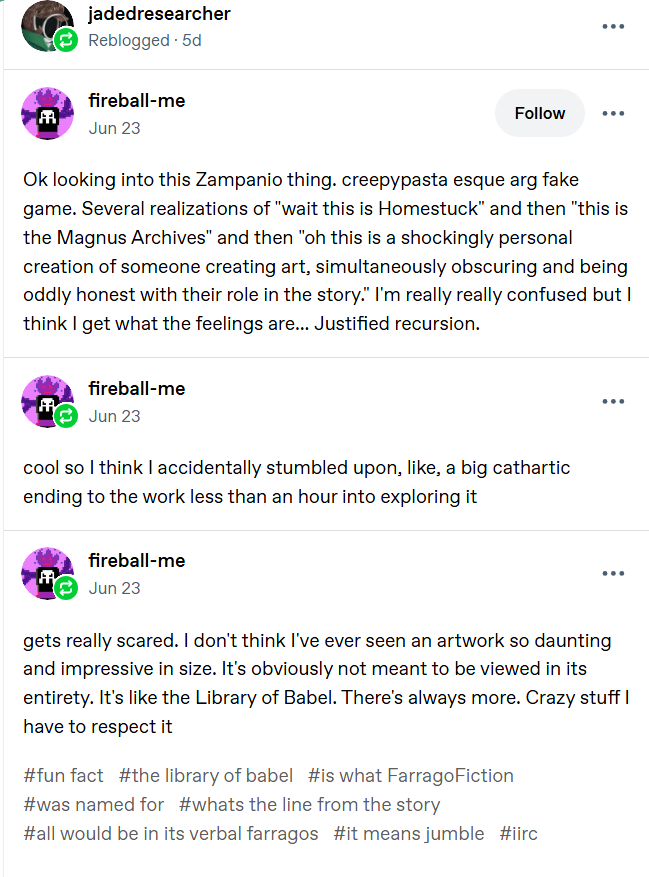 jadedresearcher
Reblogged · 5d
fireball-me
Jun 23
Follow
Ok looking into this Zampanio thing. creepypasta esque arg fake
game. Several realizations of "wait this is Homestuck" and then "this is
the Magnus Archives" and then "oh this is a shockingly personal
creation of someone creating art, simultaneously obscuring and being
oddly honest with their role in the story." I'm really really confused but I
think I get what the feelings are... Justified recursion.
fireball-me
Jun 23
cool so I think I accidentally stumbled upon, like, a big cathartic
ending to the work less than an hour into exploring it
fireball-me
Jun 23
gets really scared. I don't think I've ever seen an artwork so daunting
and impressive in size. It's obviously not meant to be viewed in its
entirety. It's like the Library of Babel. There's always more. Crazy stuff I
have to respect it
#fun fact #the library of babel #is what FarragoFiction
#was named for #whats the line from the story
#all would be in its verbal farragos #it means jumble #iirc